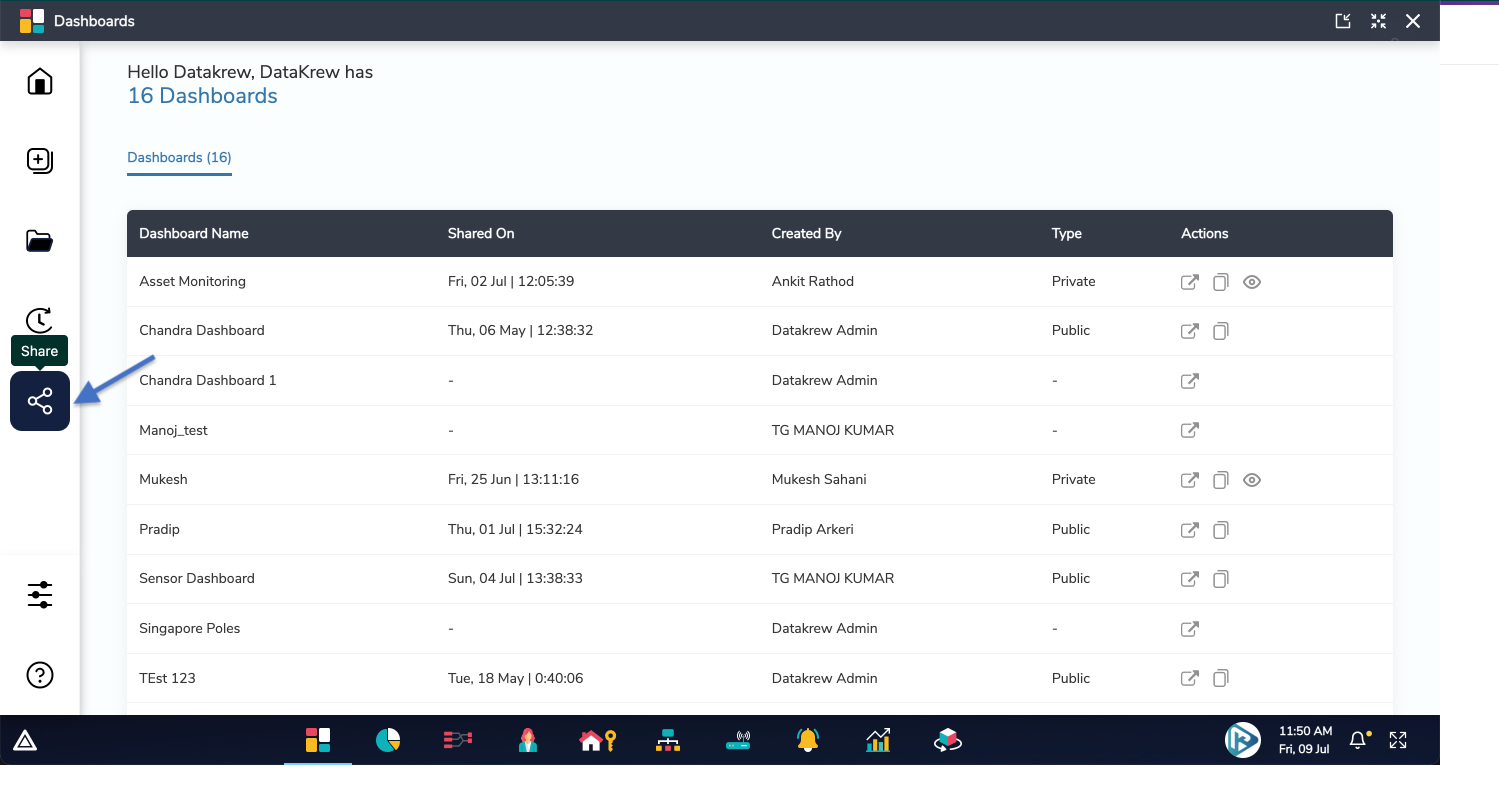 Dashboards
Hello Datakrew, DataKrew has
16 Dashboards
Dashboards (16)
Dashboard Name Shared On Created By Type Actions
Asset Monitoring Fri, 02 Jul | 12:05:39 Ankit Rathod Private
Chandra Dashboard Thu, 06 May | 12:38:32 Datakrew Admin Public
Share
Chandra Dashboard 1 - Datakrew Admin -
Manoj_test - TG MANOJ KUMAR -
Mukesh Fri, 25 Jun | 13:11:16 Mukesh Sahani Private
Pradip Thu, 01 Jul | 15:32:24 Pradip Arkeri Public
Sensor Dashboard Sun, 04 Jul | 13:38:33 TG MANOJ KUMAR Public
Singapore Poles - Datakrew Admin -
TEst 123 Tue, 18 May | 0:40:06 Datakrew Admin Public
11:50 AM
Fri, 09 Jul